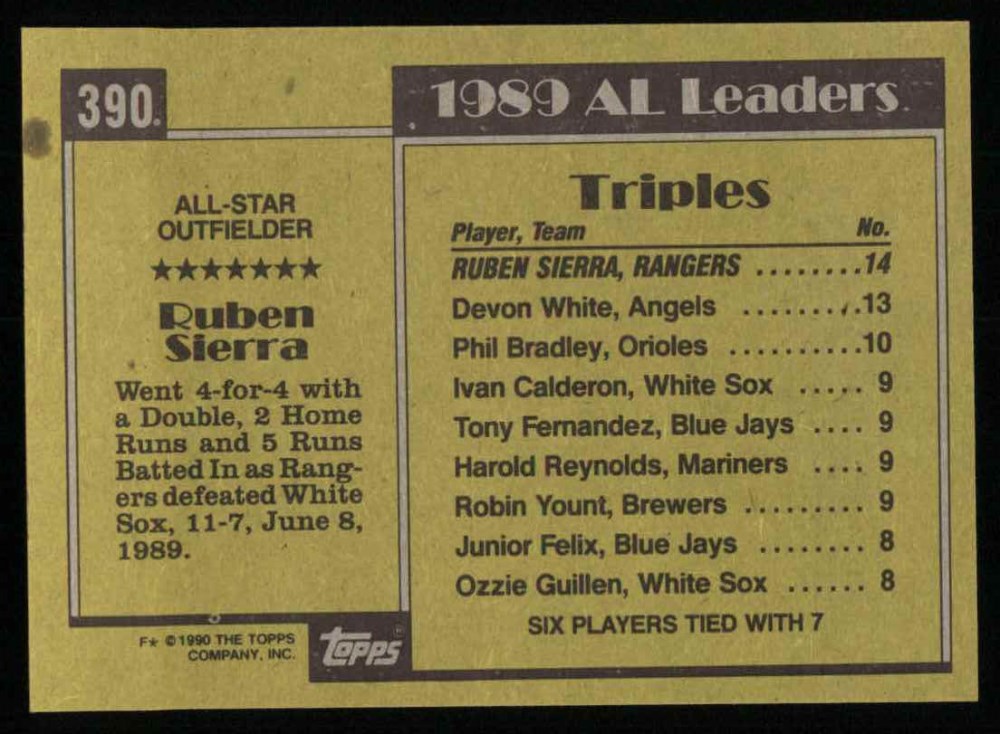 390
1989 AL Leaders
ALL-STAR
OUTFIELDER
★★★★★★★
Ruben
Sierra
Went 4-for-4 with
a Double, 2 Home
Runs and 5 Runs
Batted In as Rang-
ers defeated White
Sox, 11-7, June 8,
1989.
Triples
Player, Team No.
RUBEN SIERRA, RANGERS ........14
Devon White, Angels .........13
Phil Bradley, Orioles ..........10
Ivan Calderon, White Sox ..... 9
Tony Fernandez, Blue Jays .... 9
Harold Reynolds, Mariners .... 9
Robin Yount, Brewers ......... 9
Junior Felix, Blue Jays ........ 8
Ozzie Guillen, White Sox ...... 8
SIX PLAYERS TIED WITH 7
F* © 1990 THE TOPPS
COMPANY, INC.
Topps®